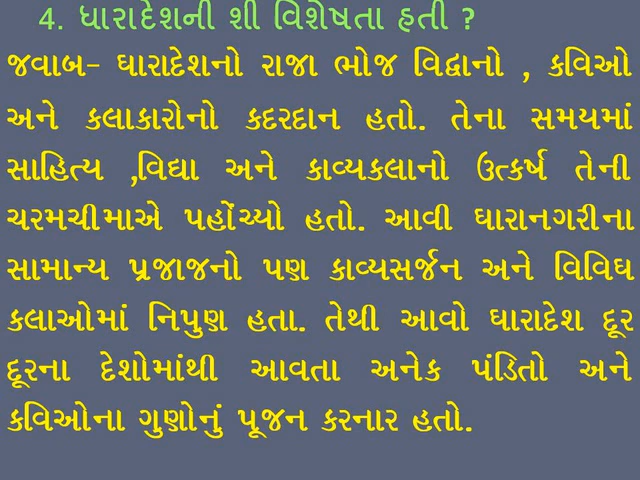 4. ધારાદેશની શી વિશેષતા હતી ?
જવાબ- ઘારાદેશનો રાજા ભોજ વિદ્વાનો , કવિઓ
અને કલાકારોનો કદરદાન હતો. તેના સમયમાં
સાહિત્ય ,વિદ્યા અને કાવ્યકલાનો ઉત્કર્ષ તેની
ચરમચીમાએ પહોંચ્યો હતો. આવી ઘારાનગરીના
સામાન્ય પ્રજાજનો પણ કાવ્યસર્જન અને વિવિઘ
કલાઓમાં નિપુણ હતા. તેથી આવો ઘારાદેશ દૂર
દૂરના દેશોમાંથી આવતા અનેક પંડિતો અને
કવિઓના ગુણોનું પૂજન કરનાર હતો.